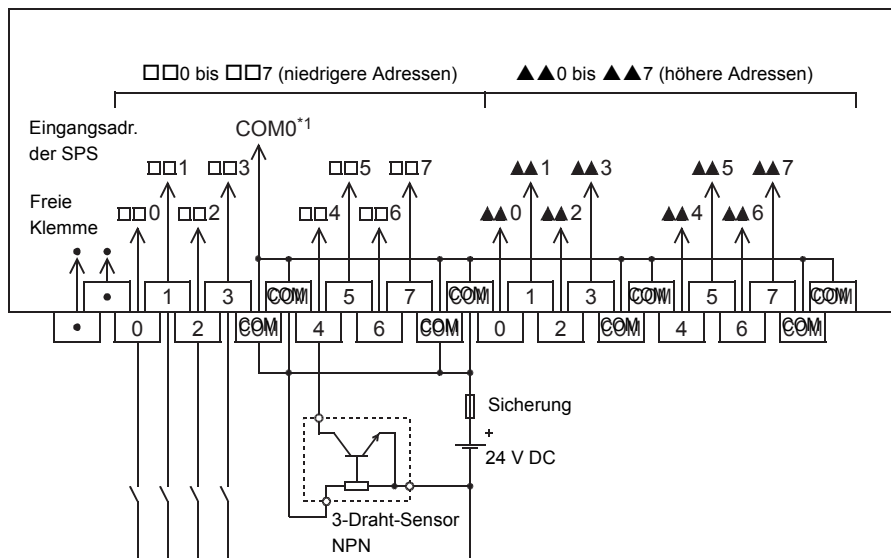 □□0 bis □□7 (niedrigere Adressen) ▲▲0 bis ▲▲7 (höhere Adressen)
Eingangsadr.
der SPS
COM0*1
□□1 □□3 □□5 □□7 ▲▲1 ▲▲3 ▲▲5 ▲▲7
Freie
Klemme
□□0 □□2 □□4 □□6 ▲▲0 ▲▲2 ▲▲4 ▲▲6
1 3 COM 5 7 COM 1 3 COM 5 7 COM
0 2 COM 4 6 COM 0 2 COM 4 6 COM
Sicherung
+
24 V DC
3-Draht-Sensor
NPN